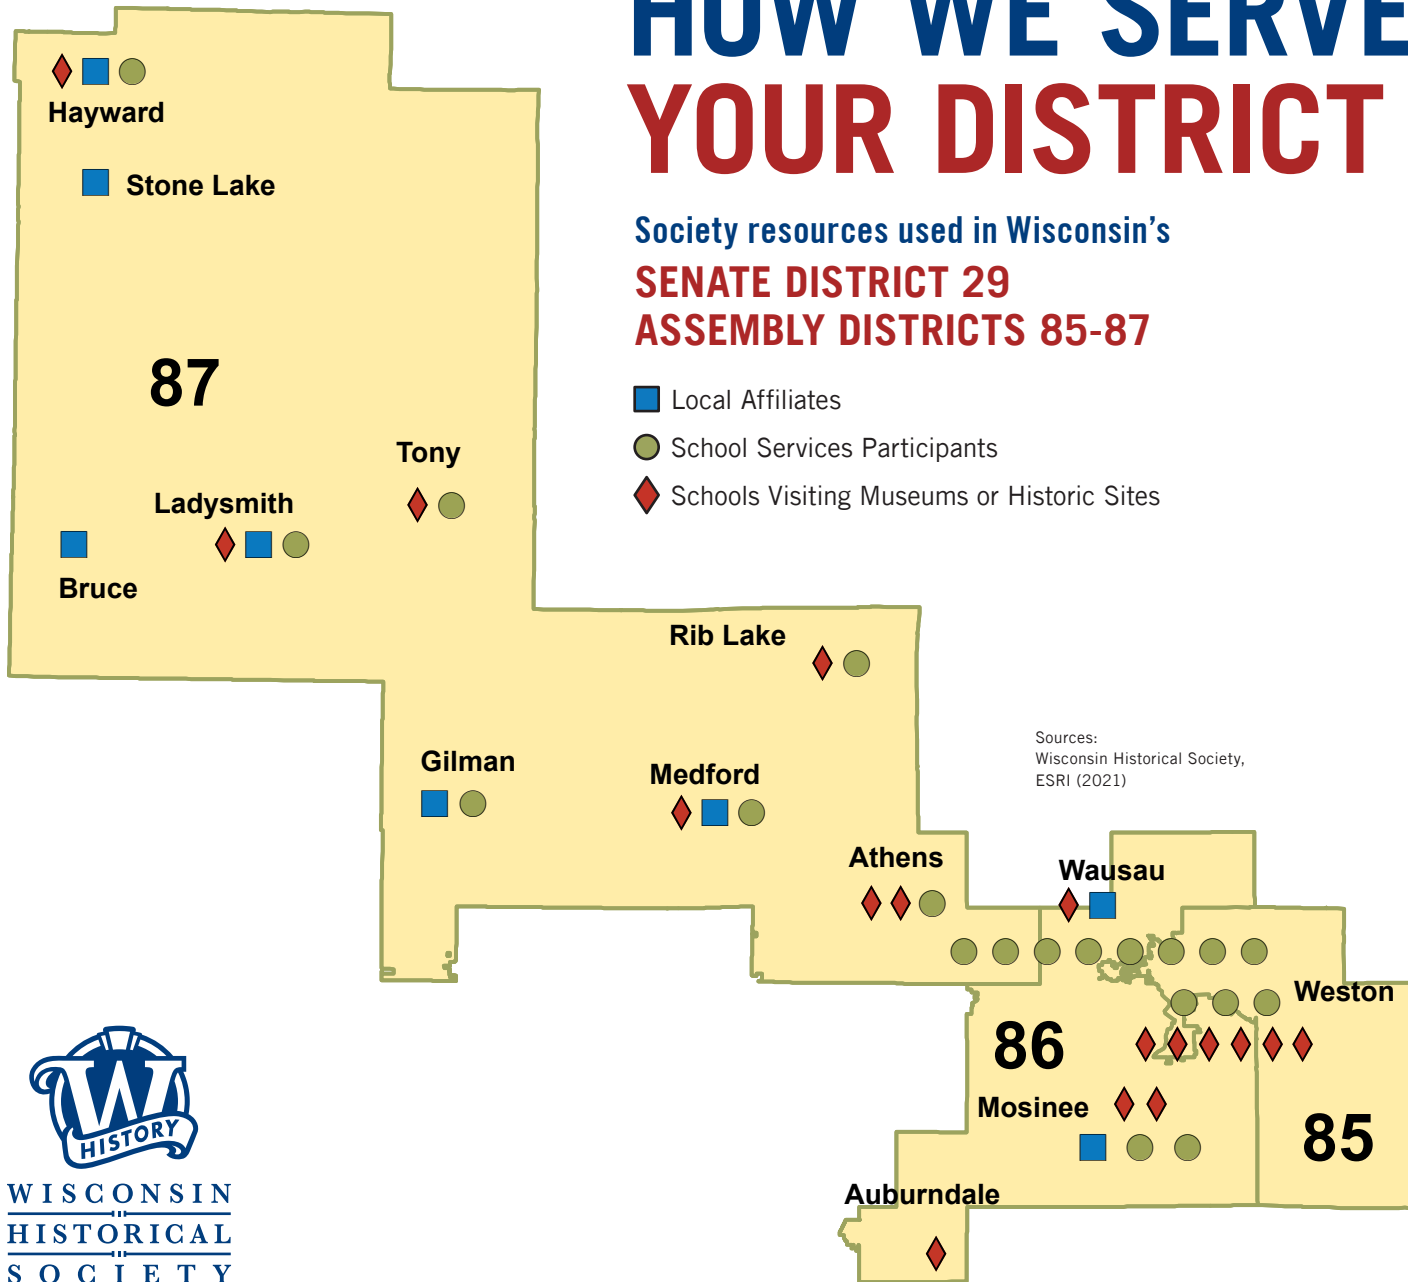 HOW WE SERVE
YOUR DISTRICT
Society resources used in Wisconsin's
SENATE DISTRICT 29
ASSEMBLY DISTRICTS 85-87
Local Affiliates
School Services Participants
Schools Visiting Museums or Historic Sites
Hayward
Stone Lake
87
Tony
Ladysmith
Bruce
Rib Lake
Gilman
Medford
Sources:
Wisconsin Historical Society,
ESRI (2021)
Athens
Wausau
Weston
86
Mosinee
85
Auburndale
W
HISTORY
WISCONSIN
HISTORICAL
SOCIETY